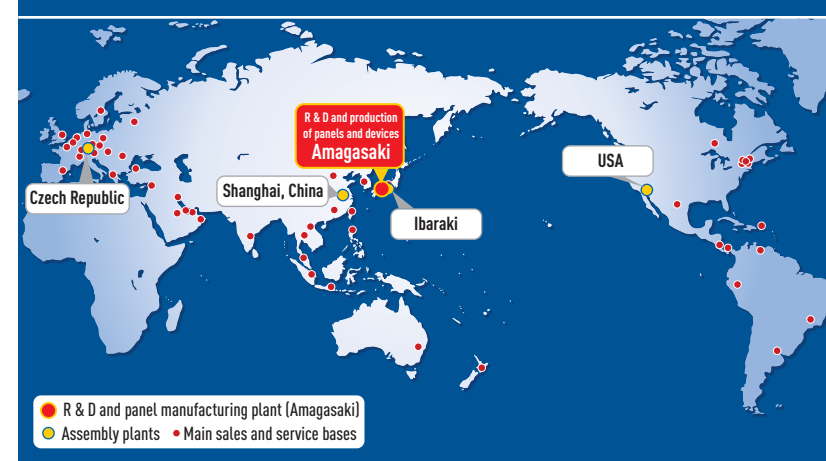 R & D and production
of panels and devices
Amagasaki
USA
Shanghai, China
Czech Republic
Ibaraki
R & D and panel manufacturing plant (Amagasaki)
Assembly plants Main sales and service bases